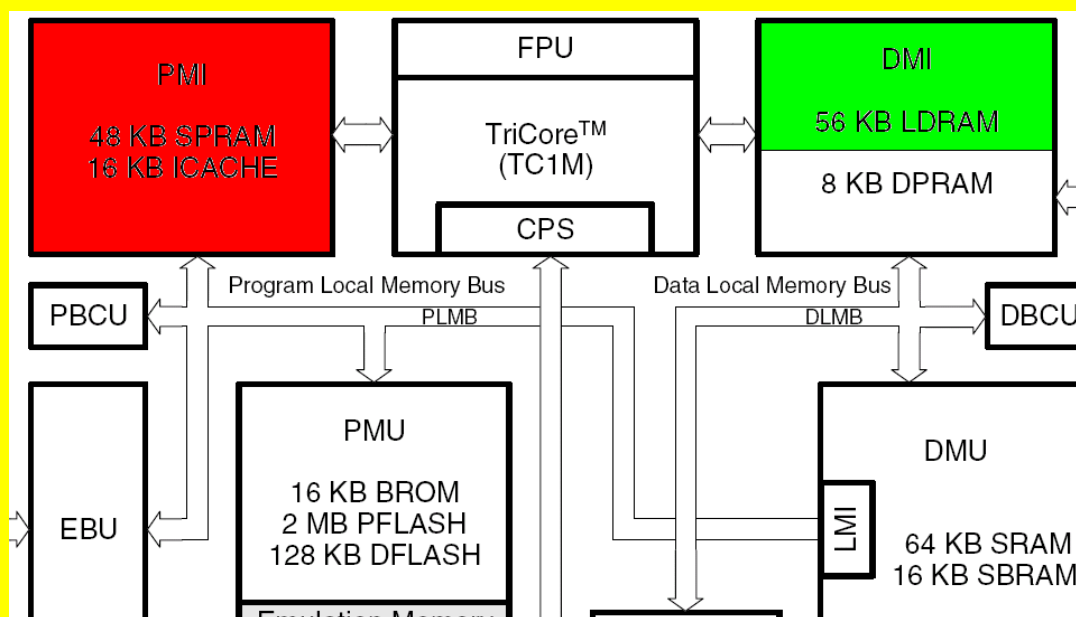 PMI
48 KB SPRAM
16 KB ICACHE
FPU
TriCore™
(TC1M)
CPS
DMI
56 KB LDRAM
8 KB DPRAM
Program Local Memory Bus
PLMB
Data Local Memory Bus
DLMB
PBCU
DBCU
EBU
PMU
16 KB BROM
2 MB PFLASH
128 KB DFLASH
Emulation Memory
DMU
LMI
64 KB SRAM
16 KB SBRAM